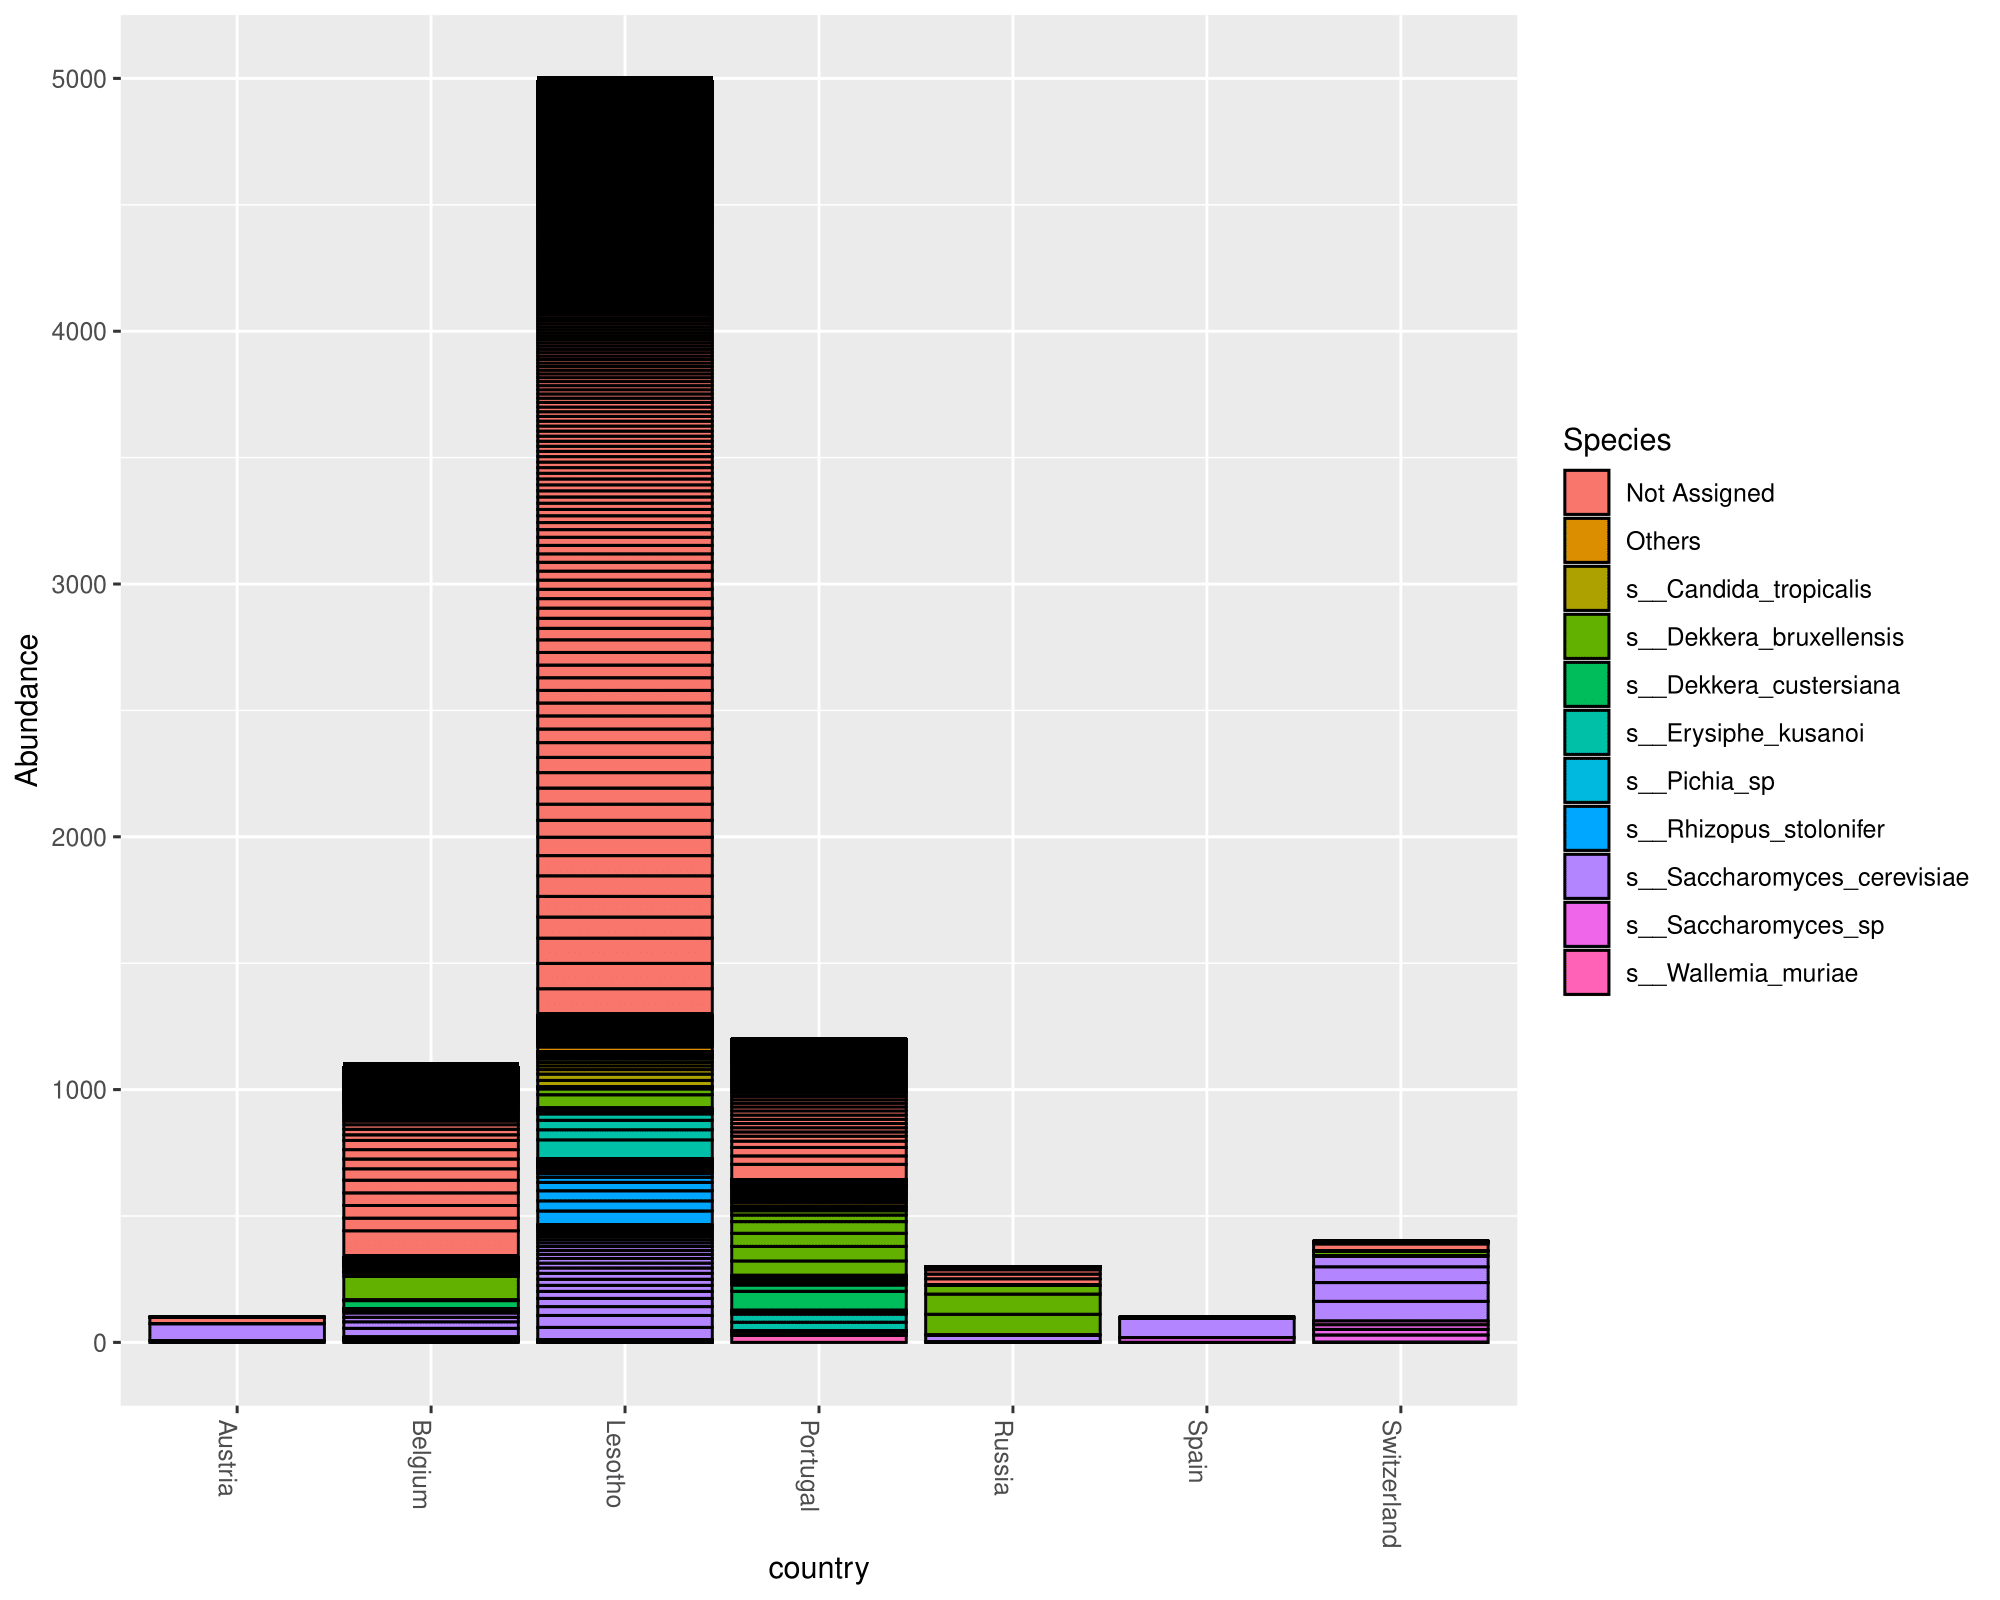 5000
4000
3000
2000
1000
0
Abundance
Austria
Belgium
Lesotho
Portugal
Russia
Spain
Switzerland
country
Species
Not Assigned
Others
s__Candida_tropicalis
s__Dekkera_bruxellensis
s__Dekkera_custersiana
s__Erysiphe_kusanoi
s__Pichia_sp
s__Rhizopus_stolonifer
s__Saccharomyces_cerevisiae
s__Saccharomyces_sp
s__Wallemia_muriae